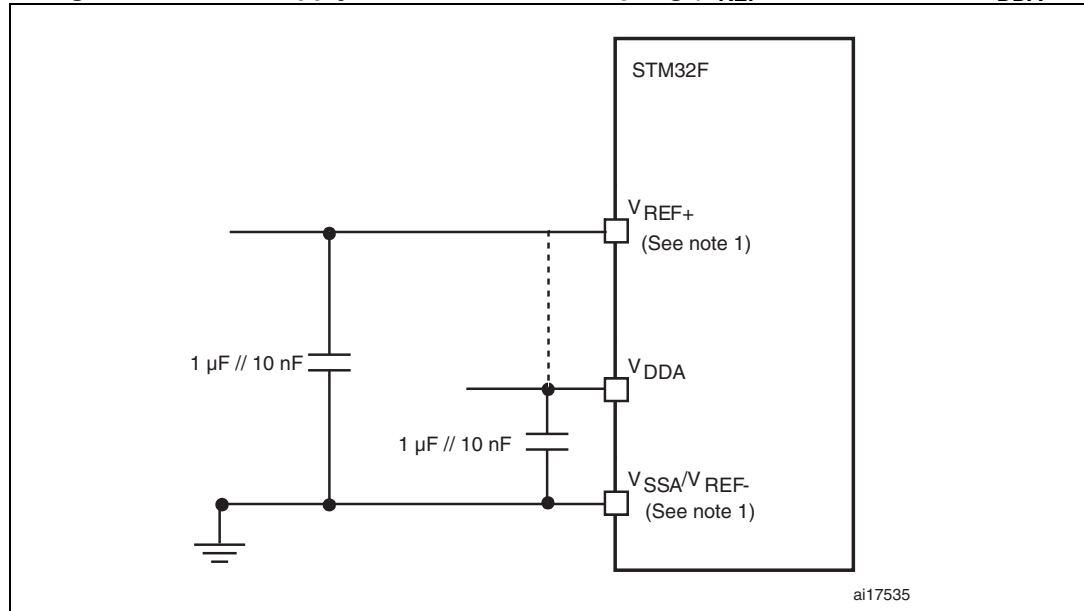 STM32F
VREF+
(See note 1)
1 µF // 10 nF
VDDA
1 µF // 10 nF
VSSA/VREF-
(See note 1)
ai17535